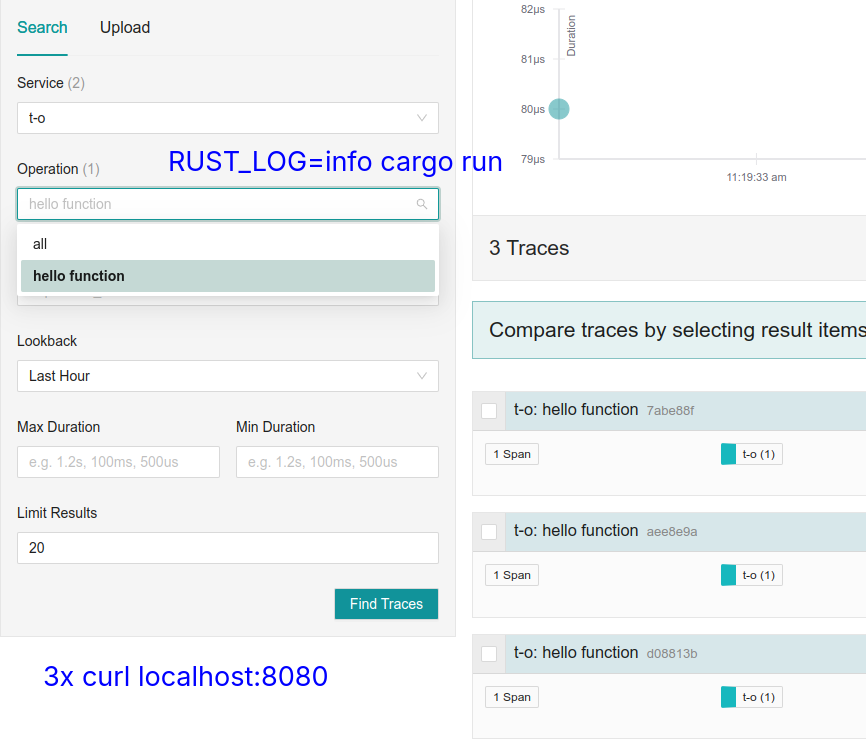 Search Upload
Service (2)
t-o
Operation (1)
RUST_LOG=info cargo run
hello function
all
hello function
Lookback
Last Hour
Max Duration
Min Duration
e.g. 1.2s, 100ms, 500us
e.g. 1.2s, 100ms, 500us
Limit Results
20
Find Traces
3x curl localhost:8080
82μs
Duration
81μs
80μs
79μs
11:19:33 am
3 Traces
Compare traces by selecting result items
t-o: hello function 7abe88f
1 Span
t-o (1)
t-o: hello function aee8e9a
1 Span
t-o (1)
t-o: hello function d08813b
1 Span
t-o (1)